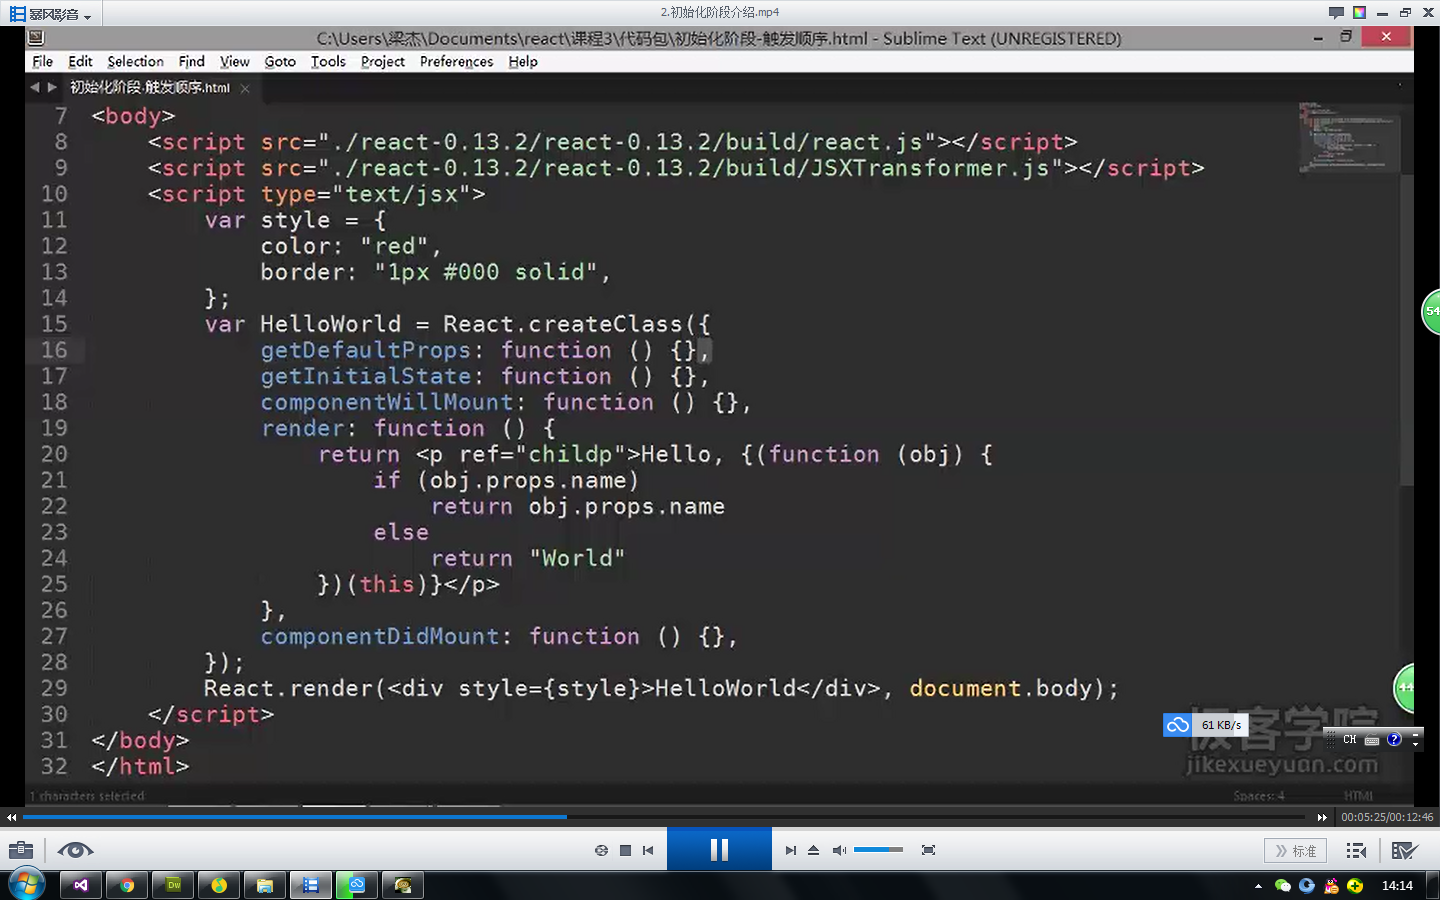 暴风影音
2.初始化阶段介绍.mp4
C:\Users\梁杰\Documents\react\课程3\代码包\初始化阶段-触发顺序.html - Sublime Text (UNREGISTERED)
File Edit Selection Find View Goto Tools Project Preferences Help
初始化阶段-触发顺序.html
7 <body>
8 <script src="./react-0.13.2/react-0.13.2/build/react.js"></script>
9 <script src="./react-0.13.2/react-0.13.2/build/JSXTransformer.js"></script>
10 <script type="text/jsx">
11 var style = {
12 color: "red",
13 border: "1px #000 solid",
14 };
15 var HelloWorld = React.createClass({
16 getDefaultProps: function () {},
17 getInitialState: function () {},
18 componentWillMount: function () {},
19 render: function () {
20 return <p ref="childp">Hello, {(function (obj) {
21 if (obj.props.name)
22 return obj.props.name
23 else
24 return "World"
25 })(this)}</p>
26 },
27 componentDidMount: function () {},
28 });
29 React.render(<div style={style}>HelloWorld</div>, document.body);
30 </script>
31 </body>
32 </html>
54
44
61 KB/s
极客学院
CH
jikexueyuan.com
1 characters selected
Spaces: 4 HTML
00:05:25/00:12:46
标准
Dw
14:14